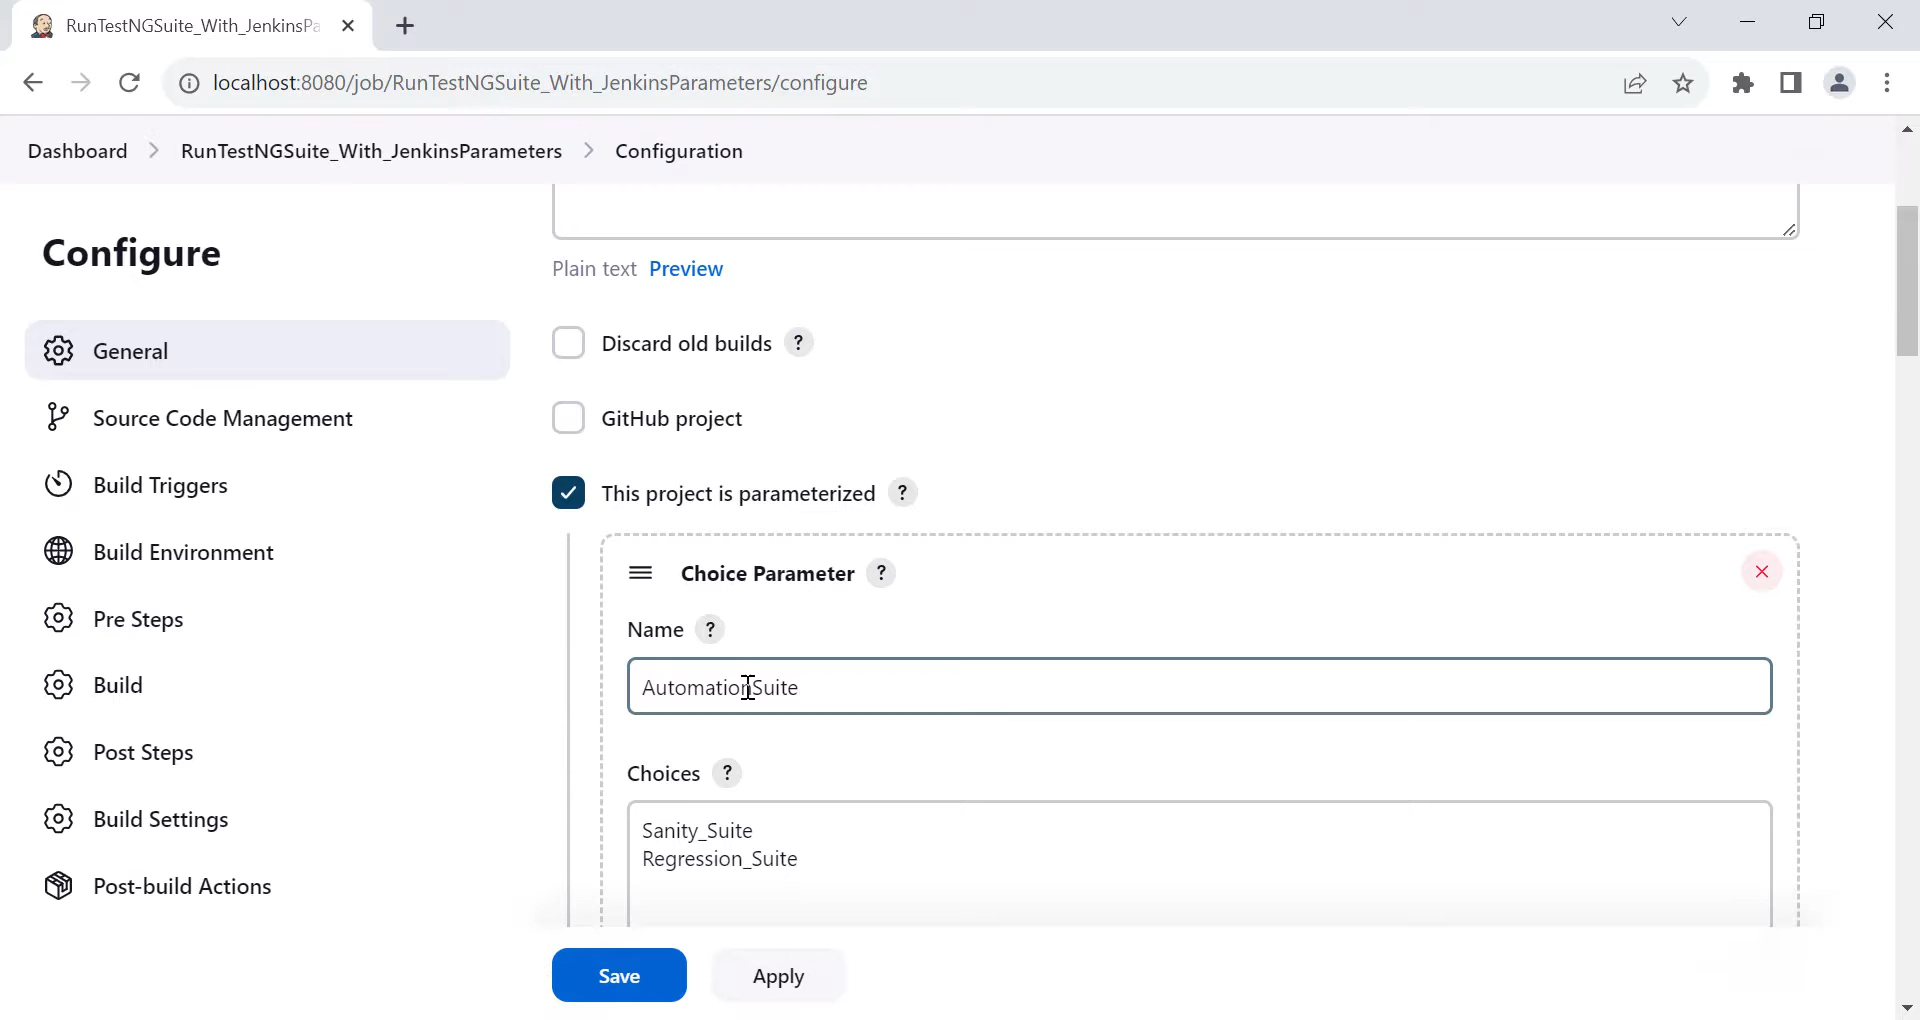 RunTestNGSuite_With_JenkinsPa
localhost:8080/job/RunTestNGSuite_With_JenkinsParameters/configure
Dashboard RunTestNGSuite_With_JenkinsParameters Configuration
Configure
General
Source Code Management
Build Triggers
Build Environment
Pre Steps
Build
Post Steps
Build Settings
Post-build Actions
Plain text Preview
Discard old builds ?
GitHub project
This project is parameterized ?
Choice Parameter ?
Name ?
AutomationSuite
Choices ?
Sanity_Suite
Regression_Suite
Save Apply